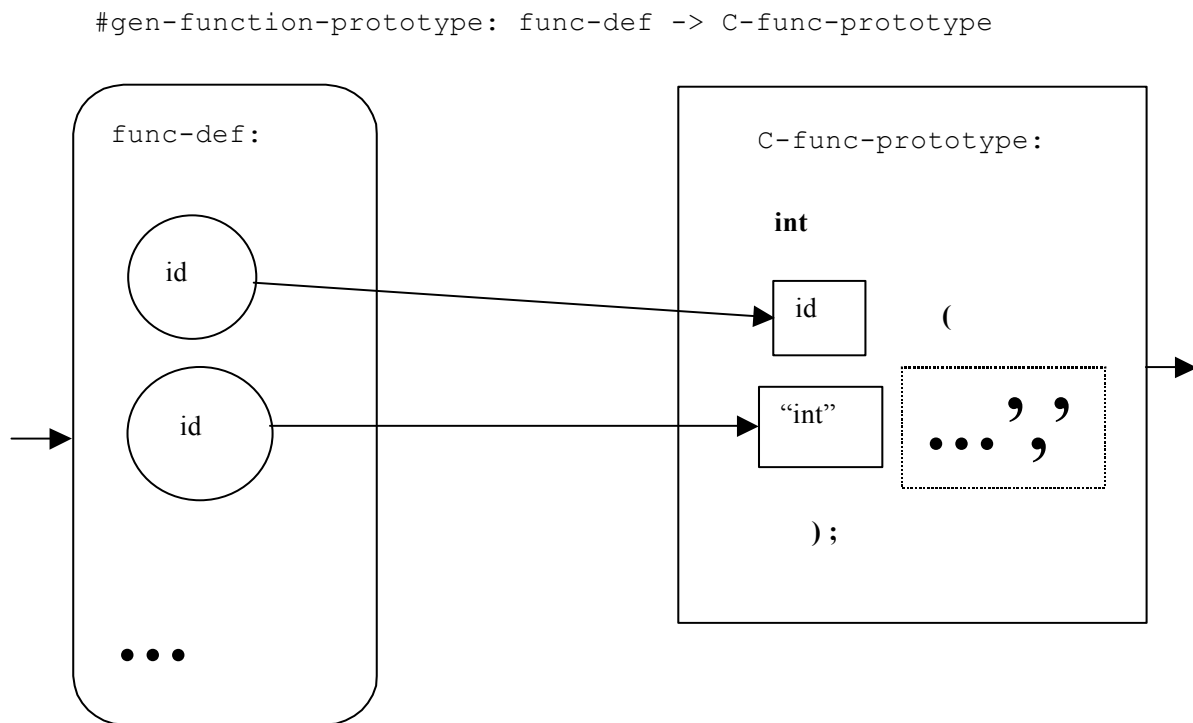 #gen-function-prototype: func-def -> C-func-prototype
func-def:
id
id
...
C-func-prototype:
int
id (
“int” ... , , ,
) ;